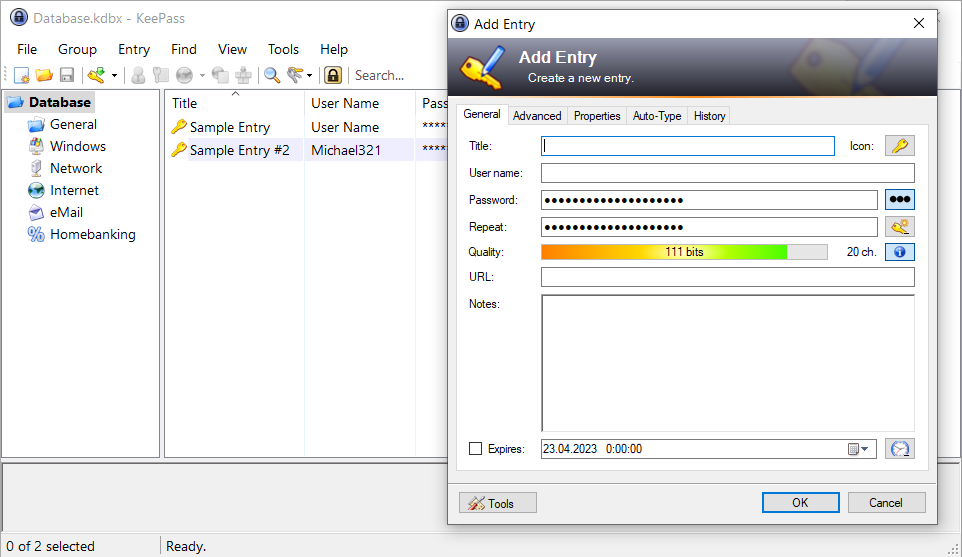 Database.kdbx - KeePass
File Group Entry Find View Tools Help
Search...
Database
General
Windows
Network
Internet
eMail
Homebanking
Title User Name Pass
Sample Entry User Name ****
Sample Entry #2 Michael321 ****
0 of 2 selected Ready.
Add Entry
Add Entry
Create a new entry.
General Advanced Properties Auto-Type History
Title: Icon:
User name:
Password: ●●●●●●●●●●●●●●●●●●●● ●●●
Repeat: ●●●●●●●●●●●●●●●●●●●●
Quality: 111 bits 20 ch.
URL:
Notes:
Expires: 23.04.2023 0:00:00
Tools OK Cancel